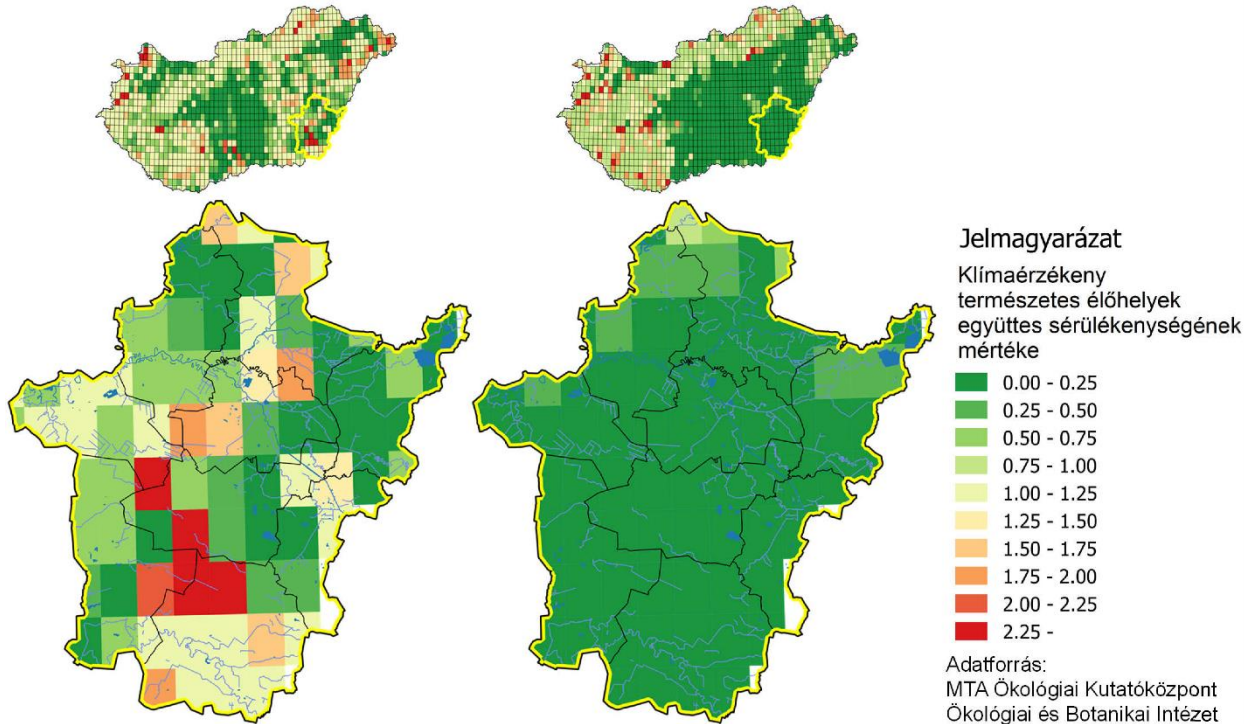 Jelmagyarázat
Klímaérzékeny
természetes élőhelyek
együttes sérülékenységének
mértéke
0.00 - 0.25
0.25 - 0.50
0.50 - 0.75
0.75 - 1.00
1.00 - 1.25
1.25 - 1.50
1.50 - 1.75
1.75 - 2.00
2.00 - 2.25
2.25 -
Adatforrás:
MTA Ökológiai Kutatóközpont
Ökológiai és Botanikai Intézet